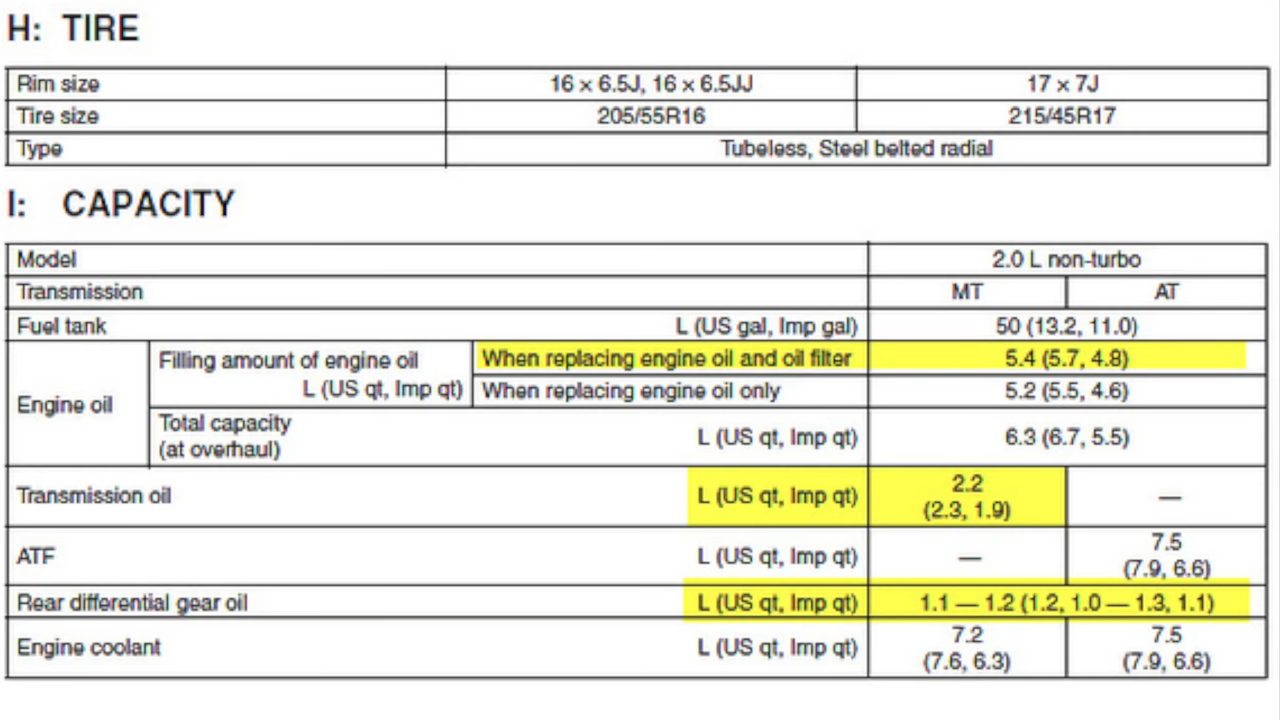 H: TIRE
Rim size 16 × 6.5J, 16 × 6.5JJ 17 × 7J
Tire size 205/55R16 215/45R17
Type Tubeless, Steel belted radial
I: CAPACITY
Model 2.0 L non-turbo
Transmission MT AT
Fuel tank L (US gal, Imp gal) 50 (13.2, 11.0)
Engine oil
Filling amount of engine oil
L (US qt, Imp qt)
When replacing engine oil and oil filter 5.4 (5.7, 4.8)
When replacing engine oil only 5.2 (5.5, 4.6)
Total capacity
(at overhaul)
L (US qt, Imp qt) 6.3 (6.7, 5.5)
Transmission oil L (US qt, Imp qt)
2.2
(2.3, 1.9)
—
ATF L (US qt, Imp qt) —
7.5
(7.9, 6.6)
Rear differential gear oil L (US qt, Imp qt) 1.1 — 1.2 (1.2, 1.0 — 1.3, 1.1)
Engine coolant L (US qt, Imp qt)
7.2
(7.6, 6.3)
7.5
(7.9, 6.6)